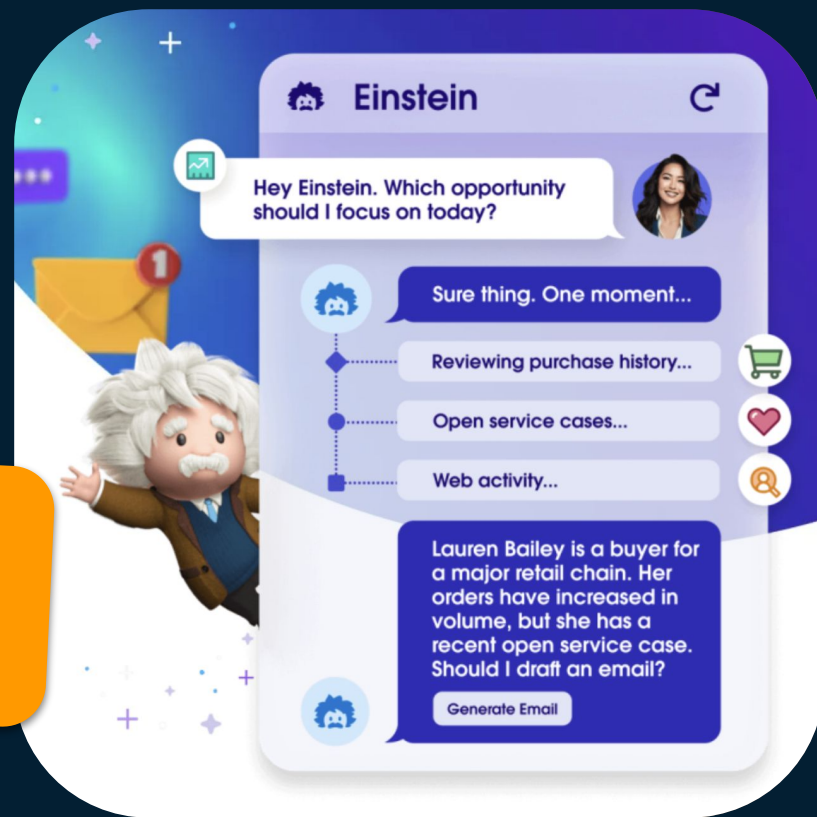 Einstein
Hey Einstein. Which opportunity
should I focus on today?
1
Sure thing. One moment...
Reviewing purchase history...
Open service cases...
Web activity...
Lauren Bailey is a buyer for
a major retail chain. Her
orders have increased in
volume, but she has a
recent open service case.
Should I draft an email?
Generate Email